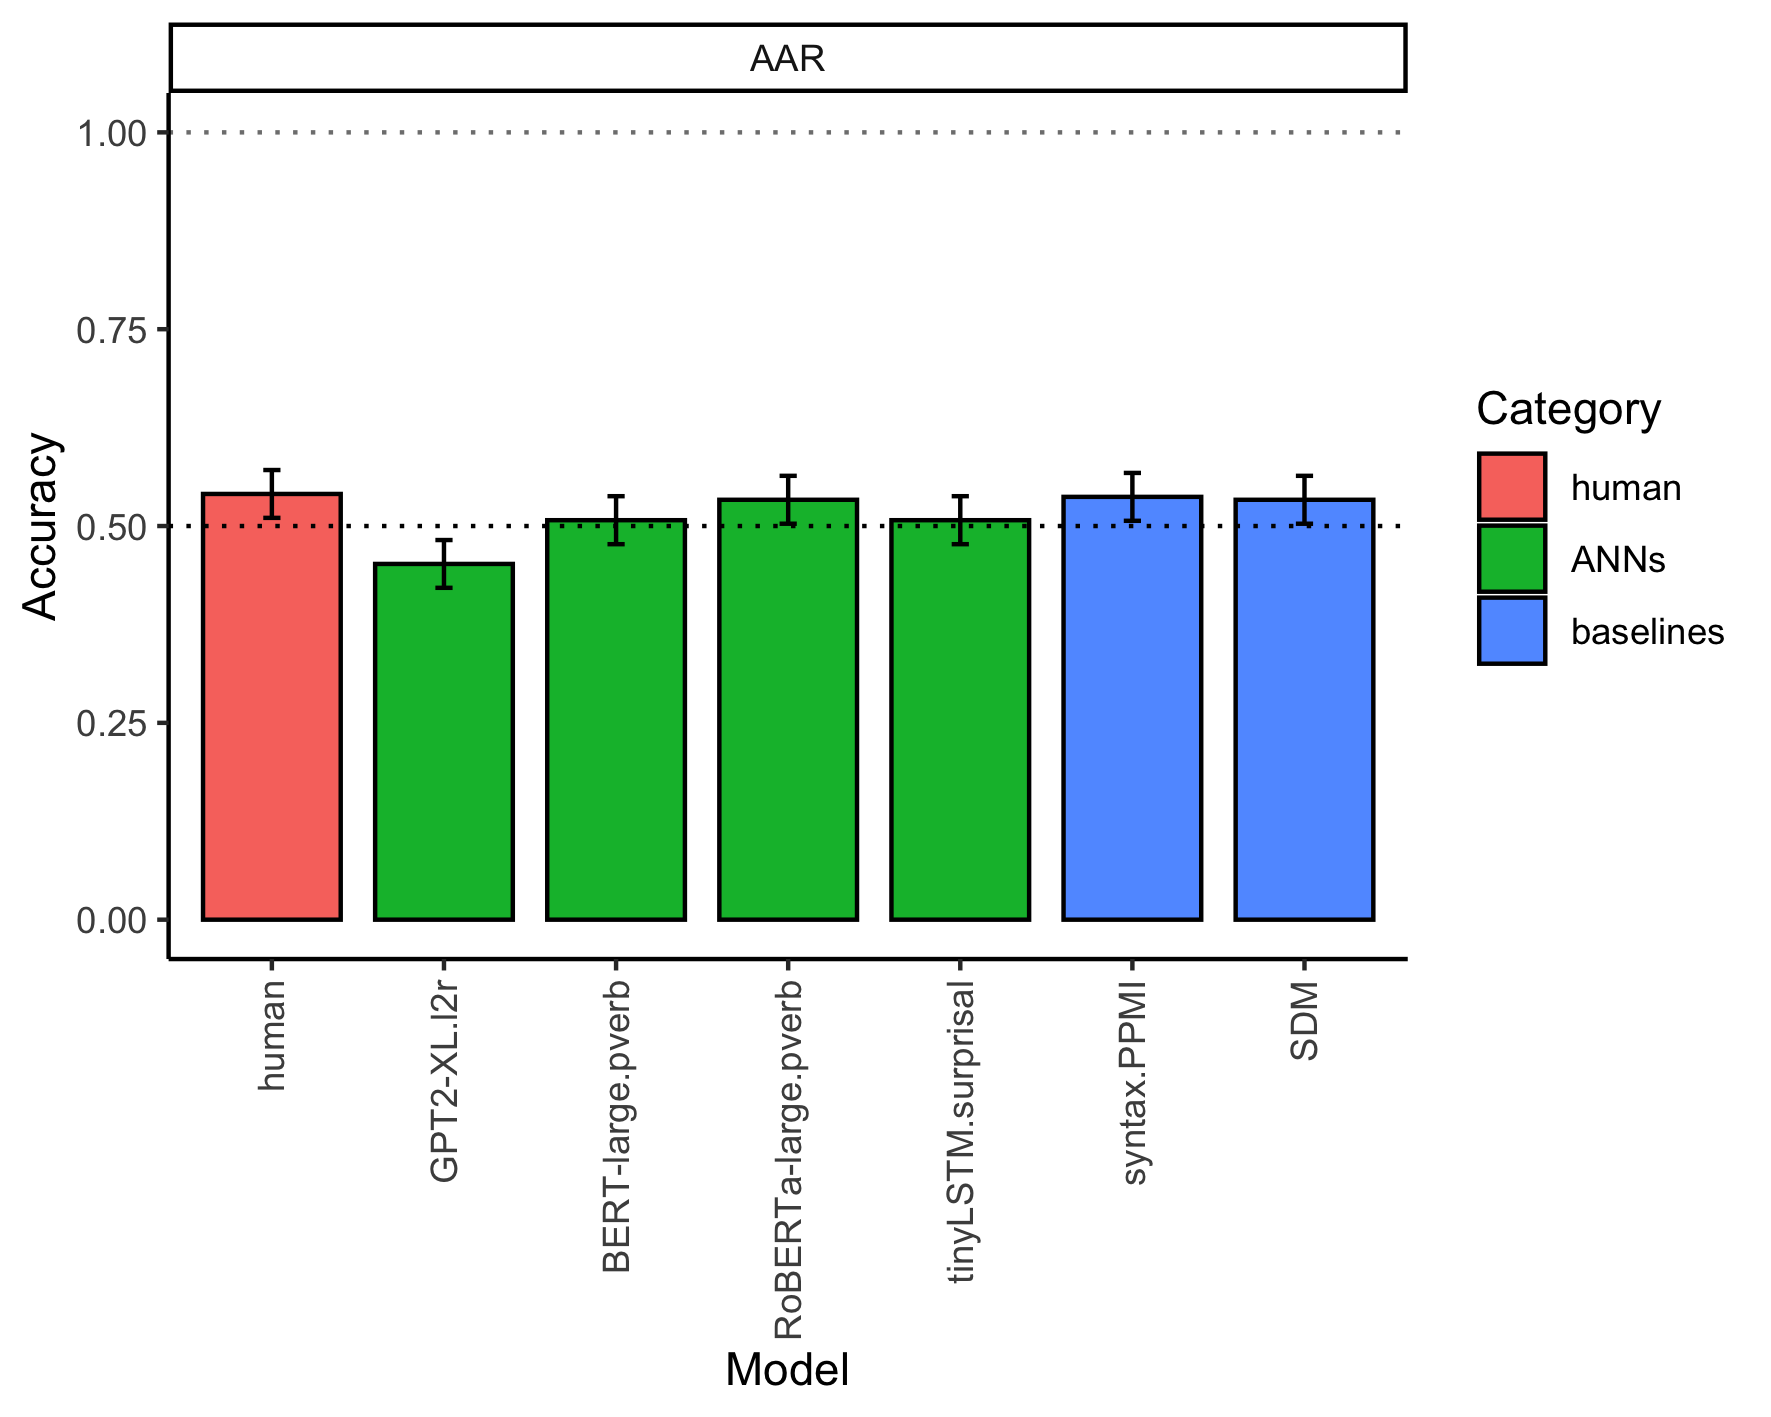 AAR
1.00
0.75
0.50
0.25
0.00
Accuracy
human
GPT2-XL.l2r
BERT-large.pverb
RoBERTa-large.pverb
tinyLSTM.surprisal
syntax.PPMI
SDM
Model
Category
human
ANNs
baselines